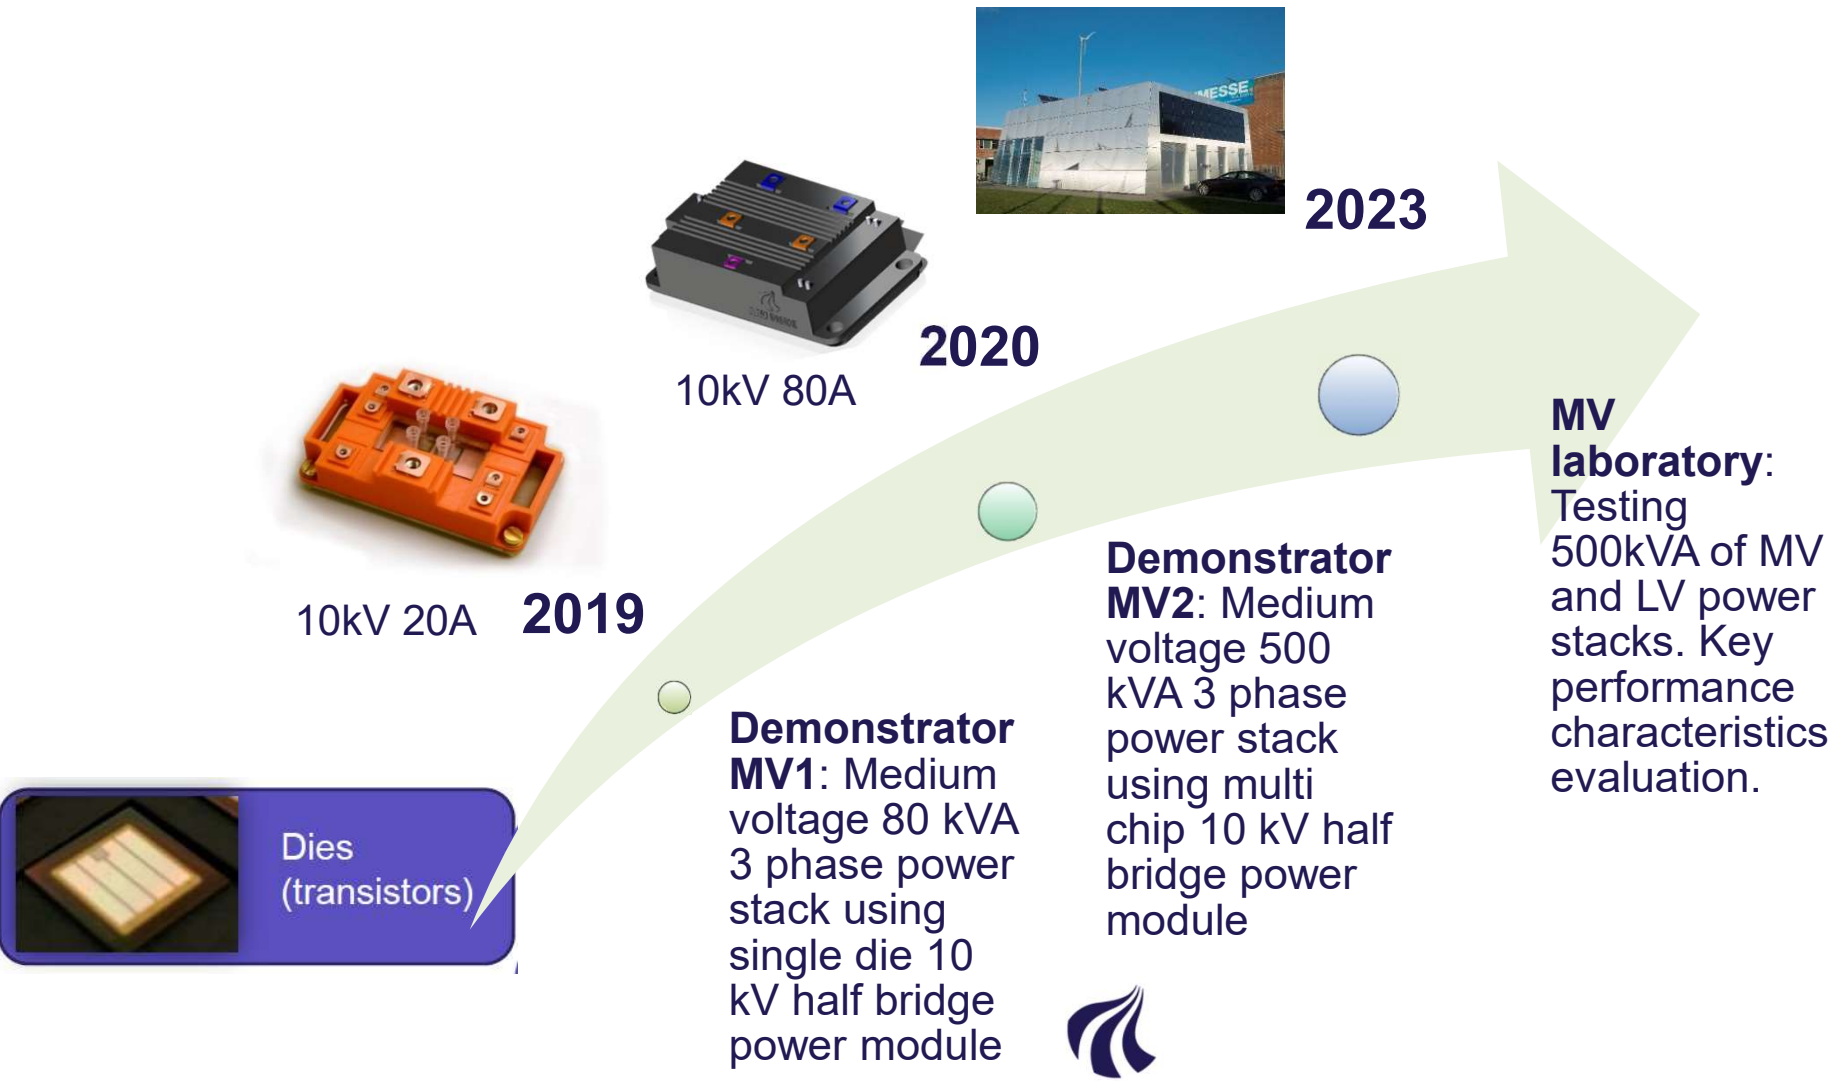 MESSE
2023
2020
10kV 80A
10kV 20A
2019
Dies
(transistors)
Demonstrator
MV1: Medium
voltage 80 kVA
3 phase power
stack using
single die 10
kV half bridge
power module
Demonstrator
MV2: Medium
voltage 500
kVA 3 phase
power stack
using multi
chip 10 kV half
bridge power
module
MV
laboratory:
Testing
500kVA of MV
and LV power
stacks. Key
performance
characteristics
evaluation.